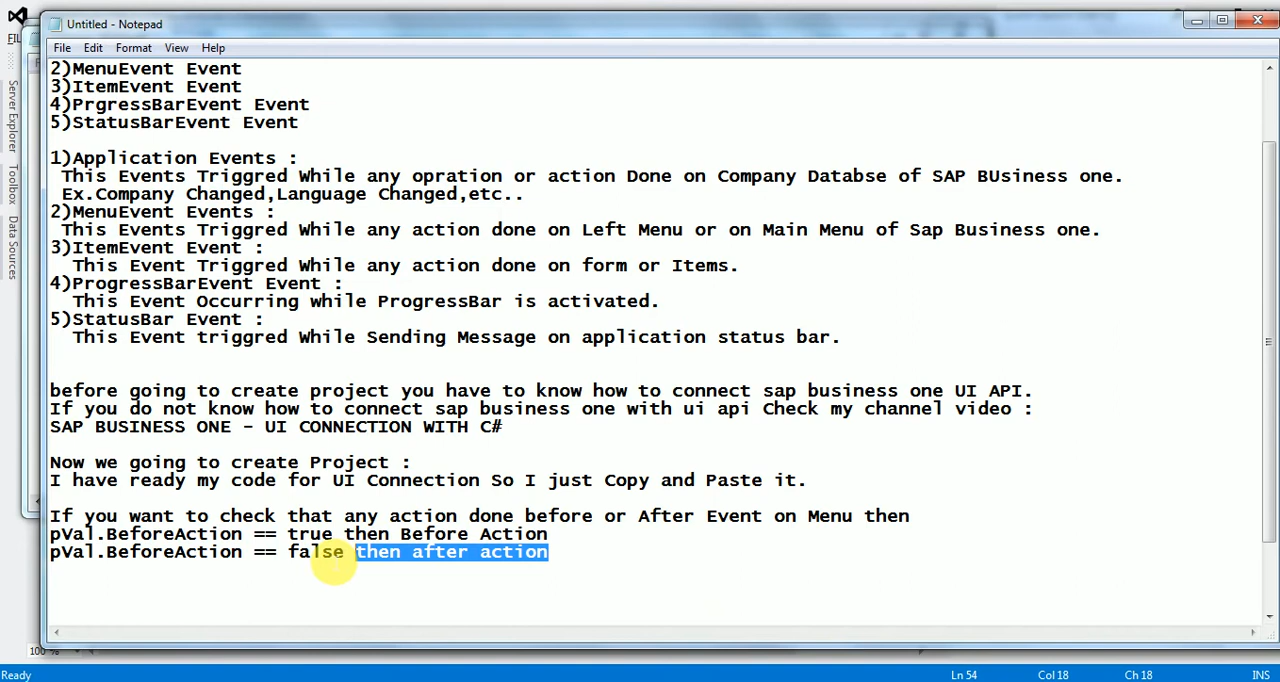 Untitled - Notepad
FIL
File Edit Format View Help
2)MenuEvent Event
3)ItemEvent Event
4)PrgressBarEvent Event
5)StatusBarEvent Event
1)Application Events :
This Events Triggred While any opration or action Done on Company Databse of SAP BUsiness one.
Ex.Company Changed,Language Changed,etc..
2)MenuEvent Events :
This Events Triggred While any action done on Left Menu or on Main Menu of Sap Business one.
3)ItemEvent Event :
This Event Triggred While any action done on form or Items.
4)ProgressBarEvent Event :
This Event Occurring while ProgressBar is activated.
5)StatusBar Event :
This Event triggred While Sending Message on application status bar.
before going to create project you have to know how to connect sap business one UI API.
If you do not know how to connect sap business one with ui api Check my channel video :
SAP BUSINESS ONE - UI CONNECTION WITH C#
Now we going to create Project :
I have ready my code for UI Connection So I just Copy and Paste it.
If you want to check that any action done before or After Event on Menu then
pVal.BeforeAction == true then Before Action
pVal.BeforeAction == false then after action
Server Explorer
Toolbox
Data Sources
100 %
Ready Ln 54 Col 18 Ch 18 INS